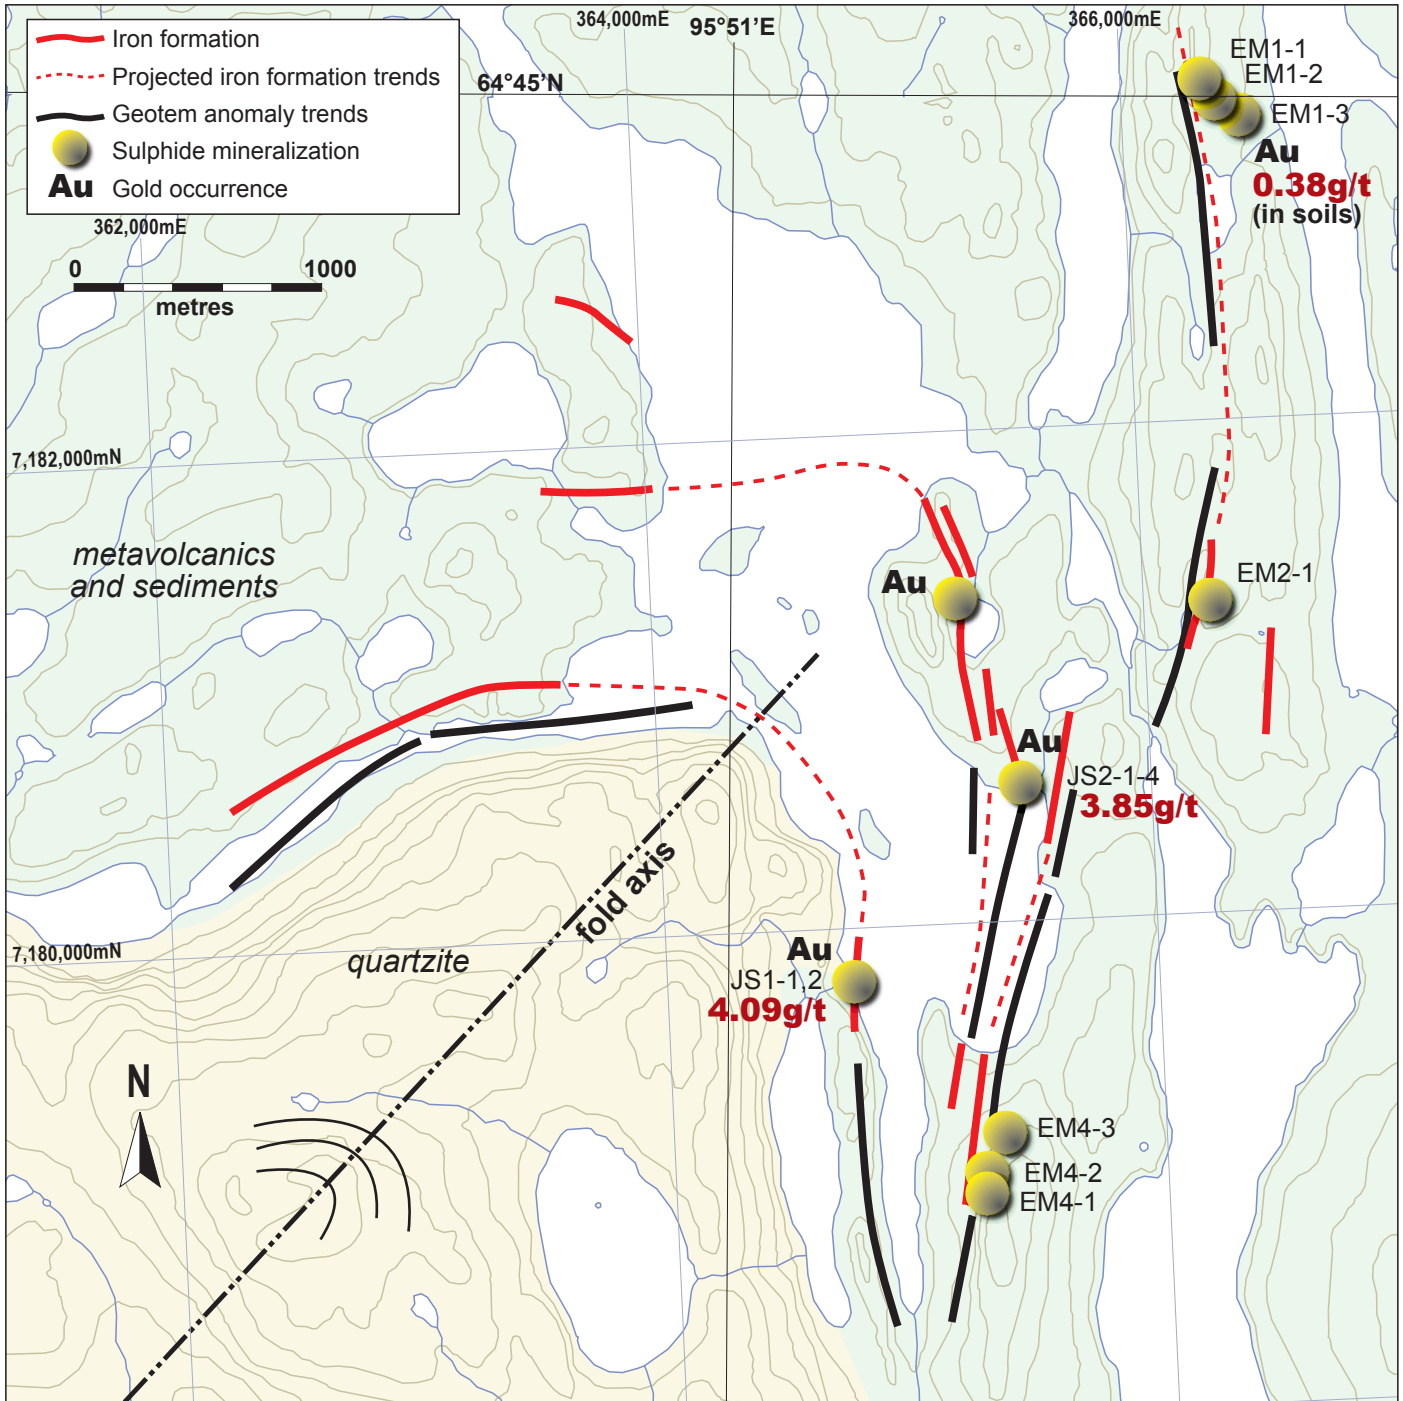 364,000mE
95°51’E
366,000mE
Iron formation
Projected iron formation trends
Geotem anomaly trends
Sulphide mineralization
Au Gold occurrence
64°45’N
EM1-1
EM1-2
EM1-3
Au
0.38g/t
(in soils)
362,000mE
0 1000
metres
7,182,000mN
metavolcanics
and sediments
Au
EM2-1
Au
JS2-1-4
3.85g/t
fold axis
7,180,000mN
quartzite
Au
JS1-1,2
4.09g/t
N
EM4-3
EM4-2
EM4-1